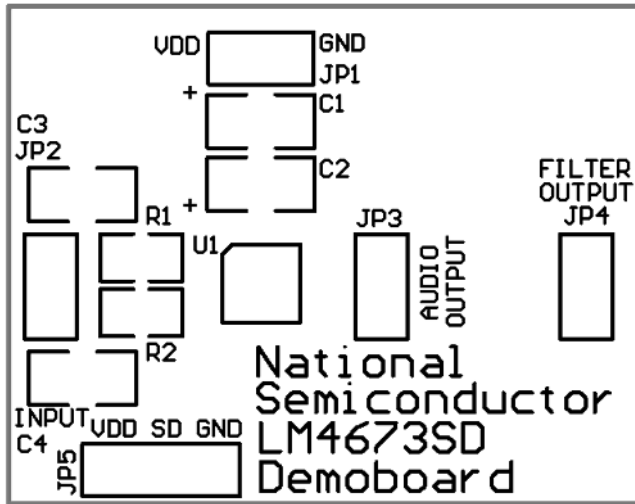 VDD
GND
JP1
+
C1
C3
JP2
C2
+
FILTER
OUTPUT
JP4
R1
U1
JP3
AUDIO
OUTPUT
R2
National
Semiconductor
LM4673SD
Demoboard
INPUT
C4
VDD SD GND
JP5